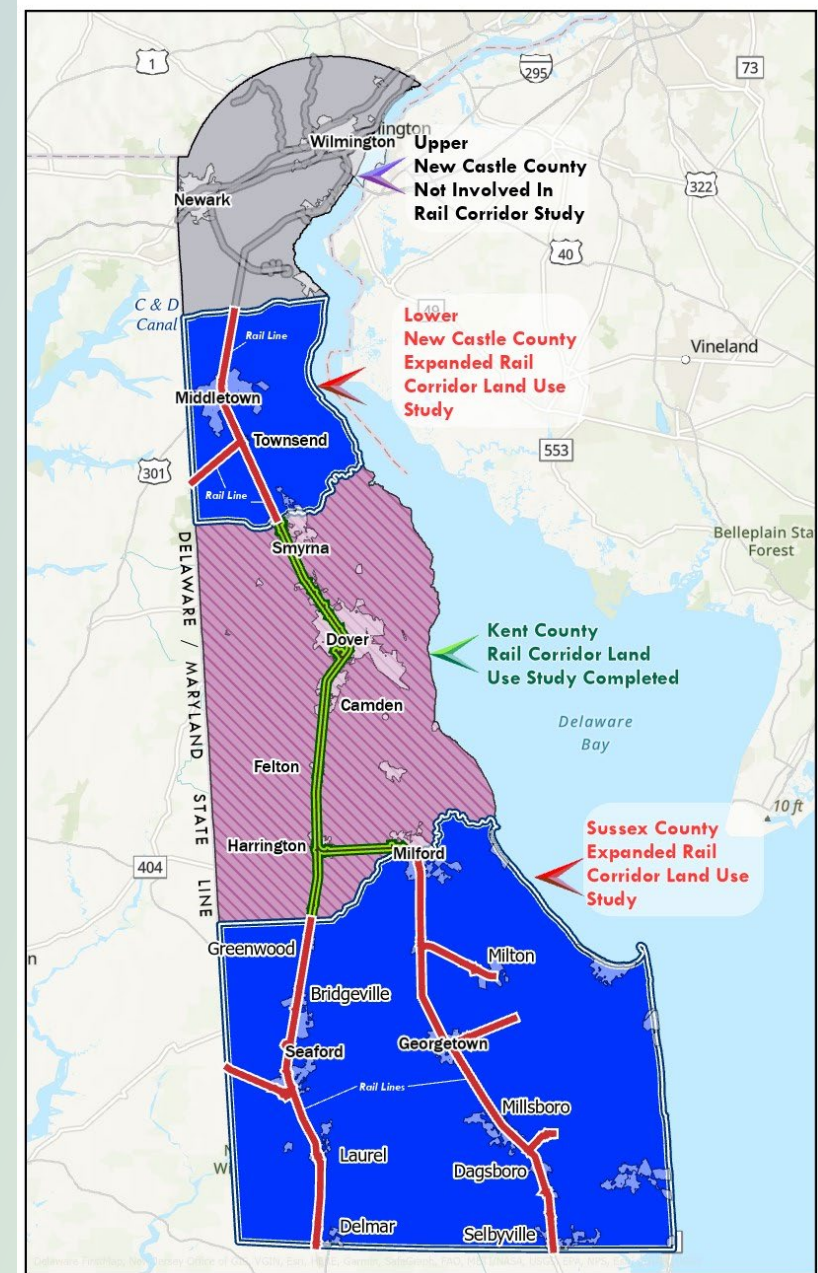 1
295
73
ington
Wilmington
Upper
New Castle County
Not Involved In
Rail Corridor Study
322
Newark
40
C & D
Canal
49
Lower
New Castle County
Expanded Rail
Corridor Land Use
Study
Rail Line
Vineland
Middletown
Townsend
553
301
Rail Line
Belleplain Sta
Forest
Smyrna
DELAWARE / MARYLAND STATE LINE
Dover
Kent County
Rail Corridor Land
Use Study Completed
Camden
Delaware
Bay
Felton
10 ft
Sussex County
Expanded Rail
Corridor Land Use
Study
Harrington
Milford
404
Greenwood
n
Milton
Bridgeville
Georgetown
Seaford
Rail Lines
Millsboro
Laurel
Dagsboro
Delmar
Selbyville